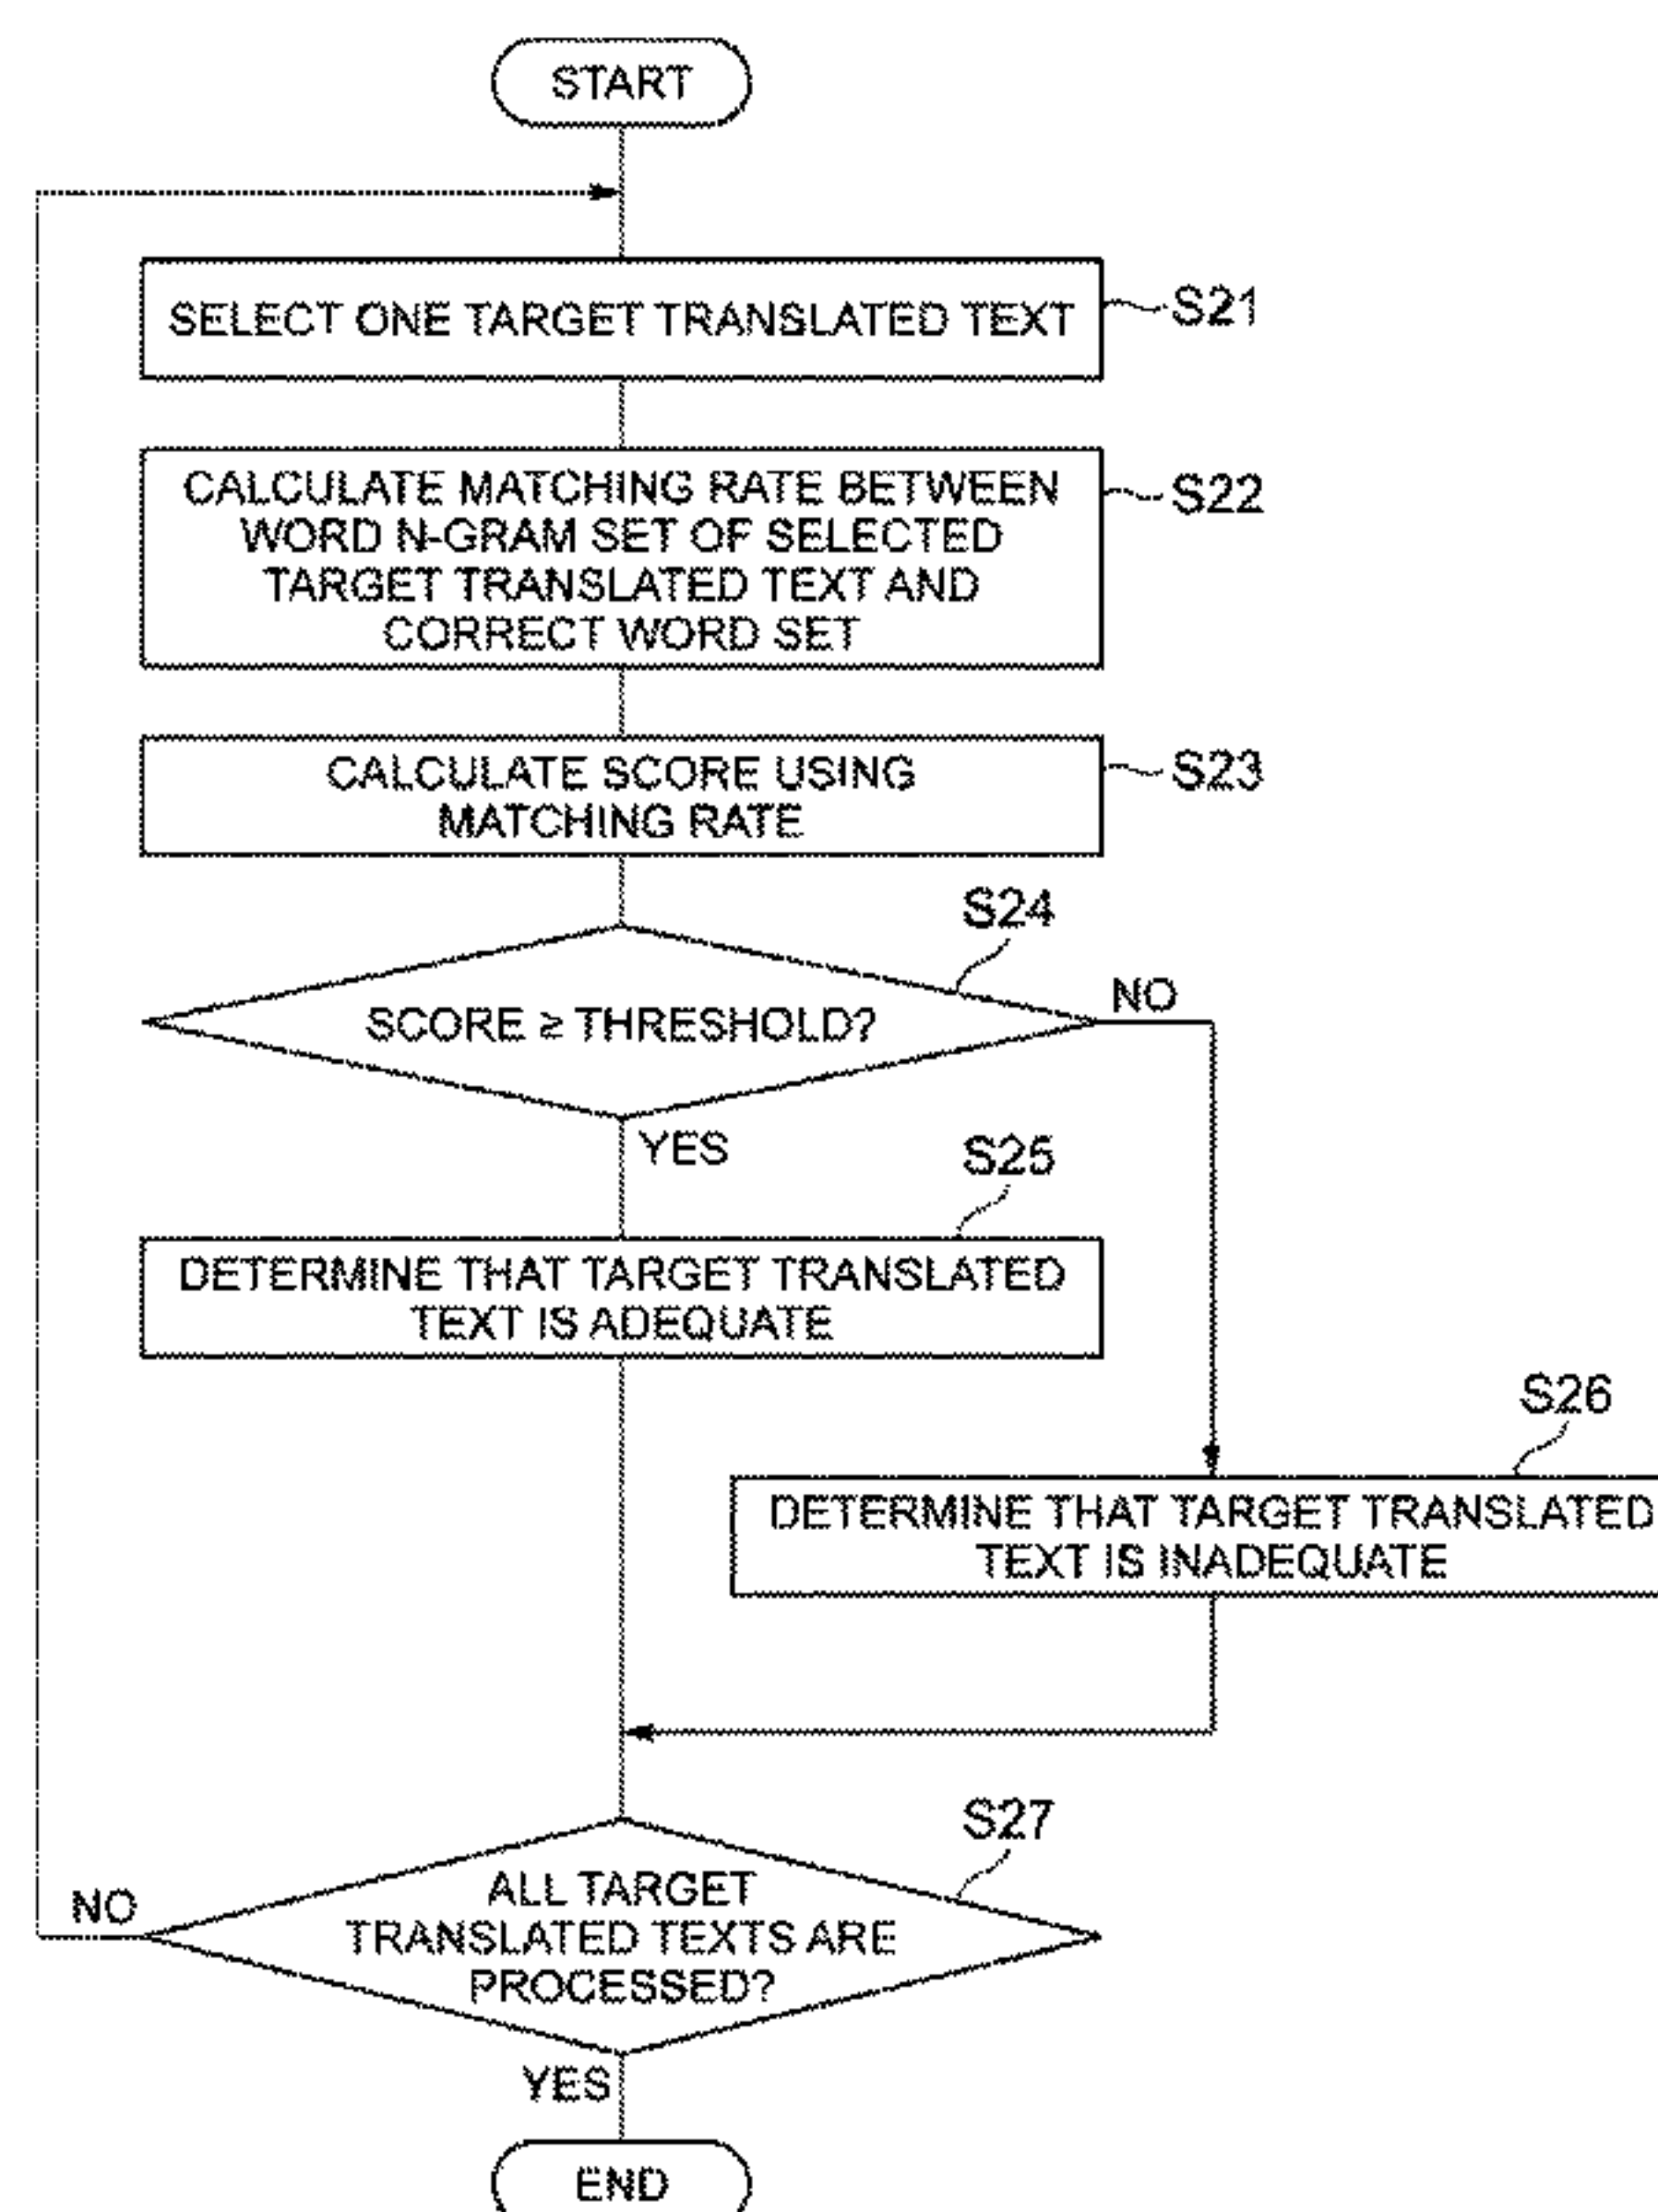 START
SELECT ONE TARGET TRANSLATED TEXT
S21
CALCULATE MATCHING RATE BETWEEN
WORD N-GRAM SET OF SELECTED
TARGET TRANSLATED TEXT AND
CORRECT WORD SET
S22
CALCULATE SCORE USING
MATCHING RATE
S23
S24
SCORE ≥ THRESHOLD?
NO
YES
S25
DETERMINE THAT TARGET TRANSLATED
TEXT IS ADEQUATE
S26
DETERMINE THAT TARGET TRANSLATED
TEXT IS INADEQUATE
S27
ALL TARGET
TRANSLATED TEXTS ARE
PROCESSED?
NO
YES
END